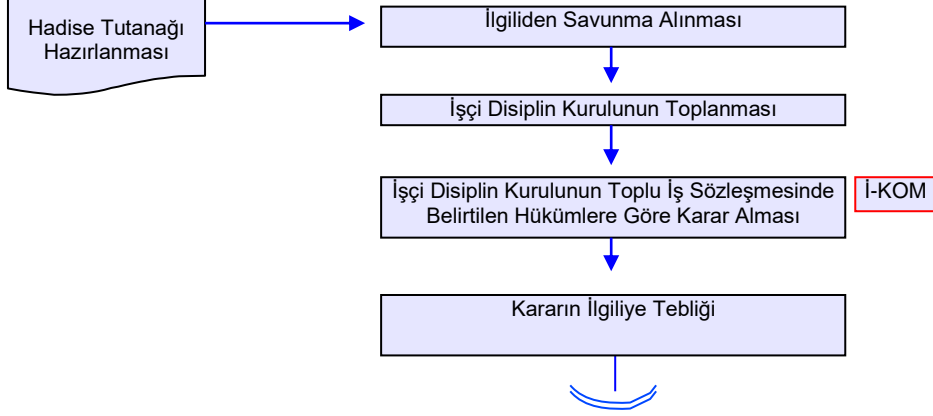 Hadise Tutanağı
Hazırlanması
İlgiliden Savunma Alınması
İşçi Disiplin Kurulunun Toplanması
İşçi Disiplin Kurulunun Toplu İş Sözleşmesinde
Belirtilen Hükümlere Göre Karar Alması
İ-KOM
Kararın İlgiliye Tebliği